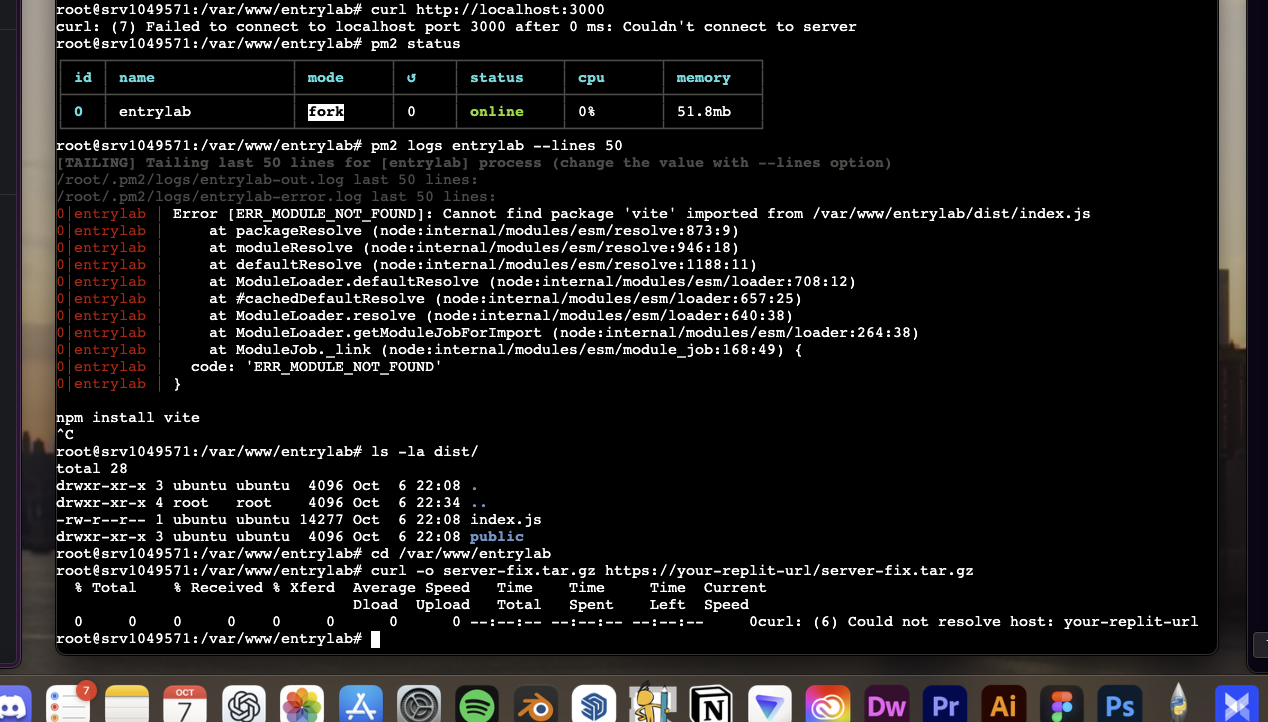 root@srv1049571:/var/www/entrylab# curl http://localhost:3000
curl: (7) Failed to connect to localhost port 3000 after 0 ms: Couldn't connect to server
root@srv1049571:/var/www/entrylab# pm2 status
id name mode ↺ status cpu memory
0 entrylab fork 0 online 0% 51.8mb
root@srv1049571:/var/www/entrylab# pm2 logs entrylab --lines 50
[TAILING] Tailing last 50 lines for [entrylab] process (change the value with --lines option)
/root/.pm2/logs/entrylab-out.log last 50 lines:
/root/.pm2/logs/entrylab-error.log last 50 lines:
0|entrylab | Error [ERR_MODULE_NOT_FOUND]: Cannot find package 'vite' imported from /var/www/entrylab/dist/index.js
0|entrylab |     at packageResolve (node:internal/modules/esm/resolve:873:9)
0|entrylab |     at moduleResolve (node:internal/modules/esm/resolve:946:18)
0|entrylab |     at defaultResolve (node:internal/modules/esm/resolve:1188:11)
0|entrylab |     at ModuleLoader.defaultResolve (node:internal/modules/esm/loader:708:12)
0|entrylab |     at #cachedDefaultResolve (node:internal/modules/esm/loader:657:25)
0|entrylab |     at ModuleLoader.resolve (node:internal/modules/esm/loader:640:38)
0|entrylab |     at ModuleLoader.getModuleJobForImport (node:internal/modules/esm/loader:264:38)
0|entrylab |     at ModuleJob._link (node:internal/modules/esm/module_job:168:49) {
0|entrylab |   code: 'ERR_MODULE_NOT_FOUND'
0|entrylab | }
npm install vite
^C
root@srv1049571:/var/www/entrylab# ls -la dist/
total 28
drwxr-xr-x 3 ubuntu ubuntu  4096 Oct  6 22:08 .
drwxr-xr-x 4 root   root    4096 Oct  6 22:34 ..
-rw-r--r-- 1 ubuntu ubuntu 14277 Oct  6 22:08 index.js
drwxr-xr-x 3 ubuntu ubuntu  4096 Oct  6 22:08 public
root@srv1049571:/var/www/entrylab# cd /var/www/entrylab
root@srv1049571:/var/www/entrylab# curl -o server-fix.tar.gz https://your-replit-url/server-fix.tar.gz
% Total    % Received % Xferd  Average Speed   Time    Time     Time  Current
Dload  Upload   Total   Spent    Left  Speed
0     0    0     0    0     0      0      0 --:--:-- --:--:-- --:--:--     0curl: (6) Could not resolve host: your-replit-url
root@srv1049571:/var/www/entrylab#
7
OCT
7
N
Dw
Pr
Ai
Ps